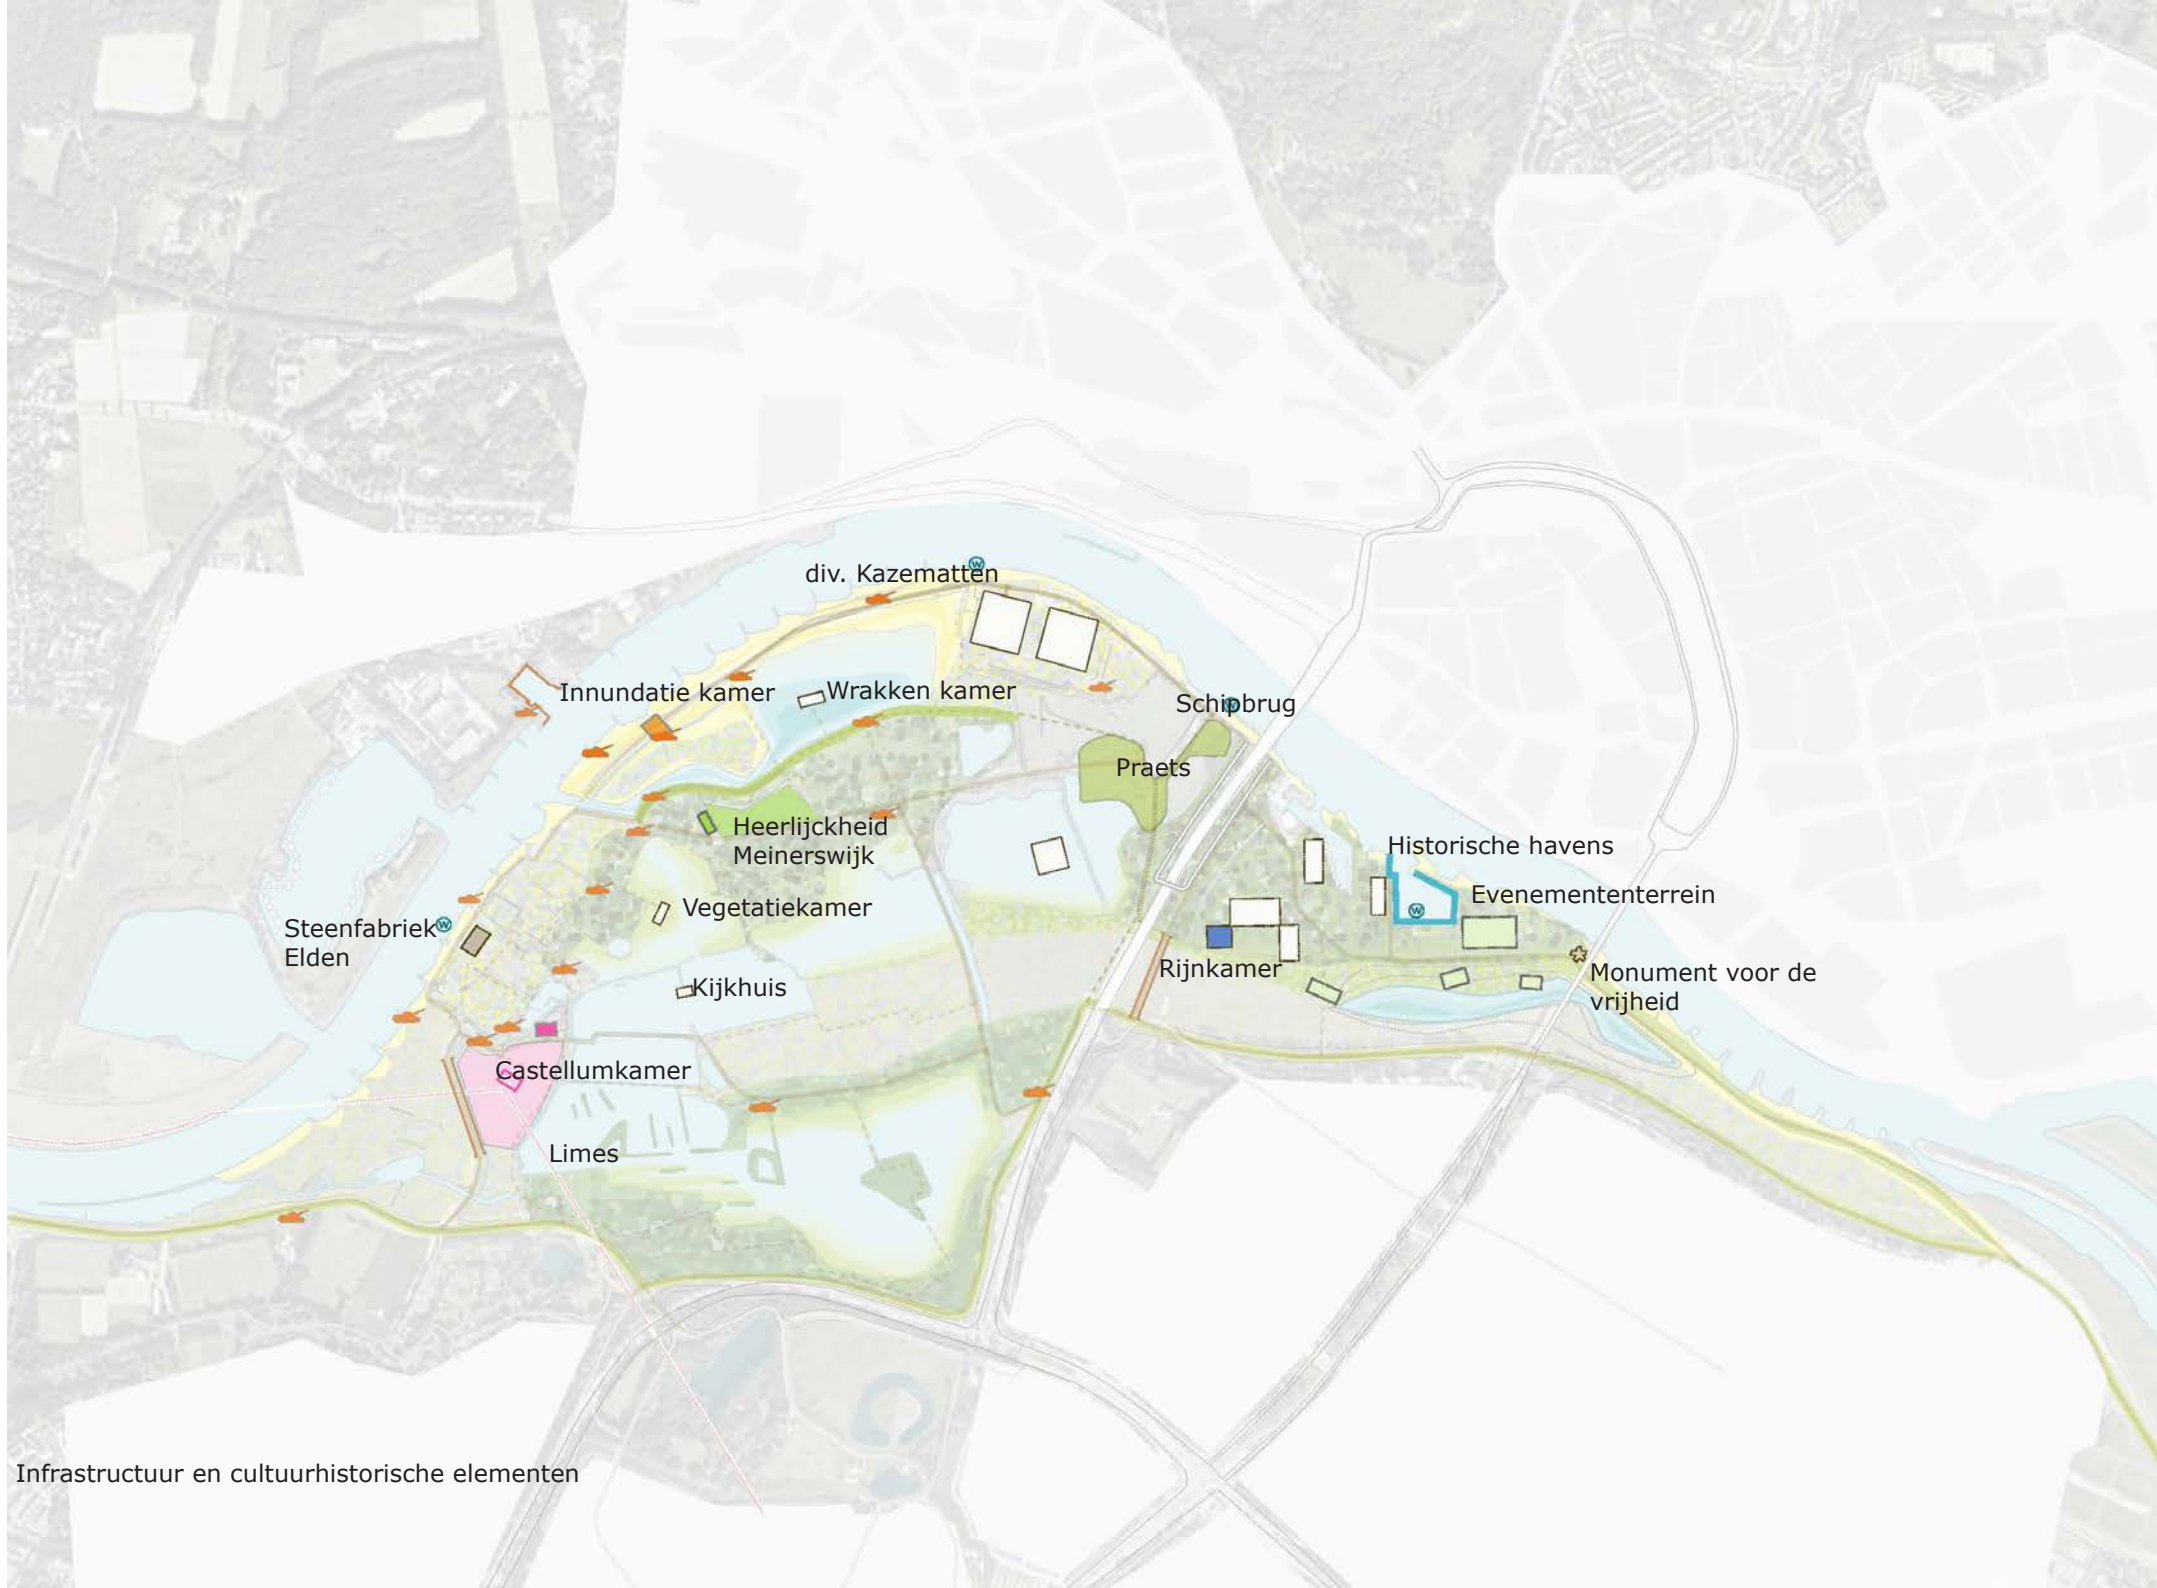 div. Kazematten
W
Innundatie kamer
Wrakken kamer
Schipbrug
W
Praets
Heerlijckheid
Meinerswijk
Historische havens
Evenemententerrein
W
Vegetatiekamer
Steenfabriek
Elden
W
Rijnkamer
Monument voor de
vrijheid
Kijkhuis
Castellumkamer
Limes
Infrastructuur en cultuurhistorische elementen